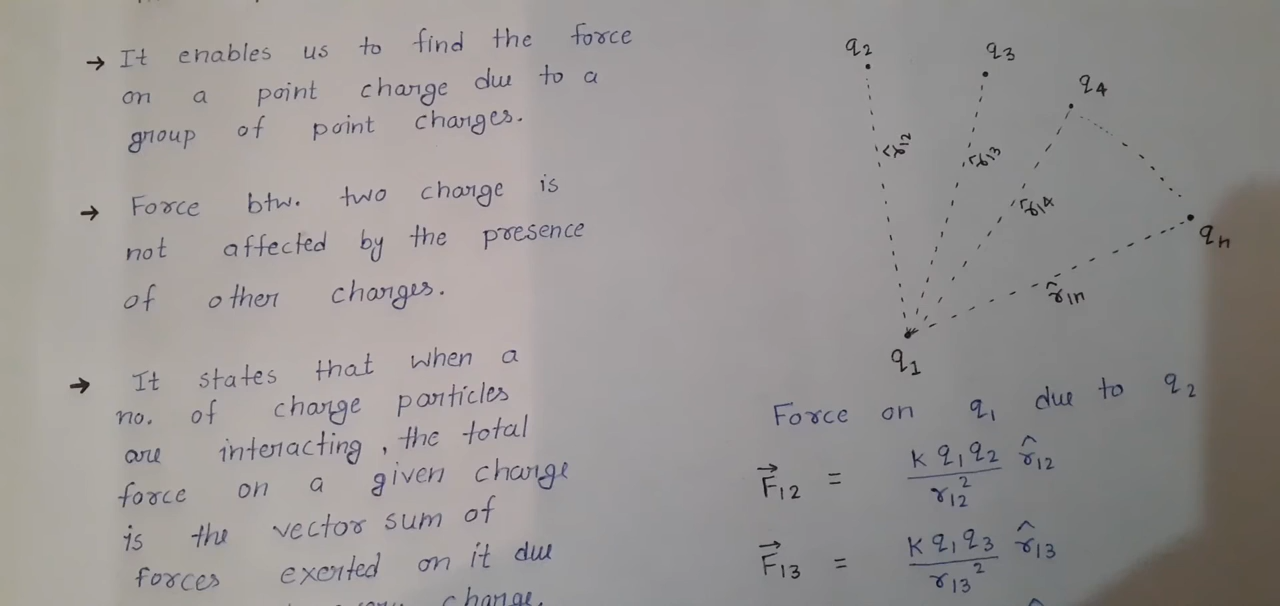 → It enables us to find the force
on a point charge due to a
group of point charges.
→ Force btw. two charge is
not affected by the presence
of other charges.
→ It states that when a
no. of charge particles
are interacting, the total
force on a given charge
is the vector sum of
forces exerted on it due
charge.
q2
q3
q4
qn
r̂12
r̂13
r̂14
r̂1n
q1
Force on q1 due to q2
F⃗12 = K q1q2 / r12² r̂12
F⃗13 = K q1q3 / r13² r̂13